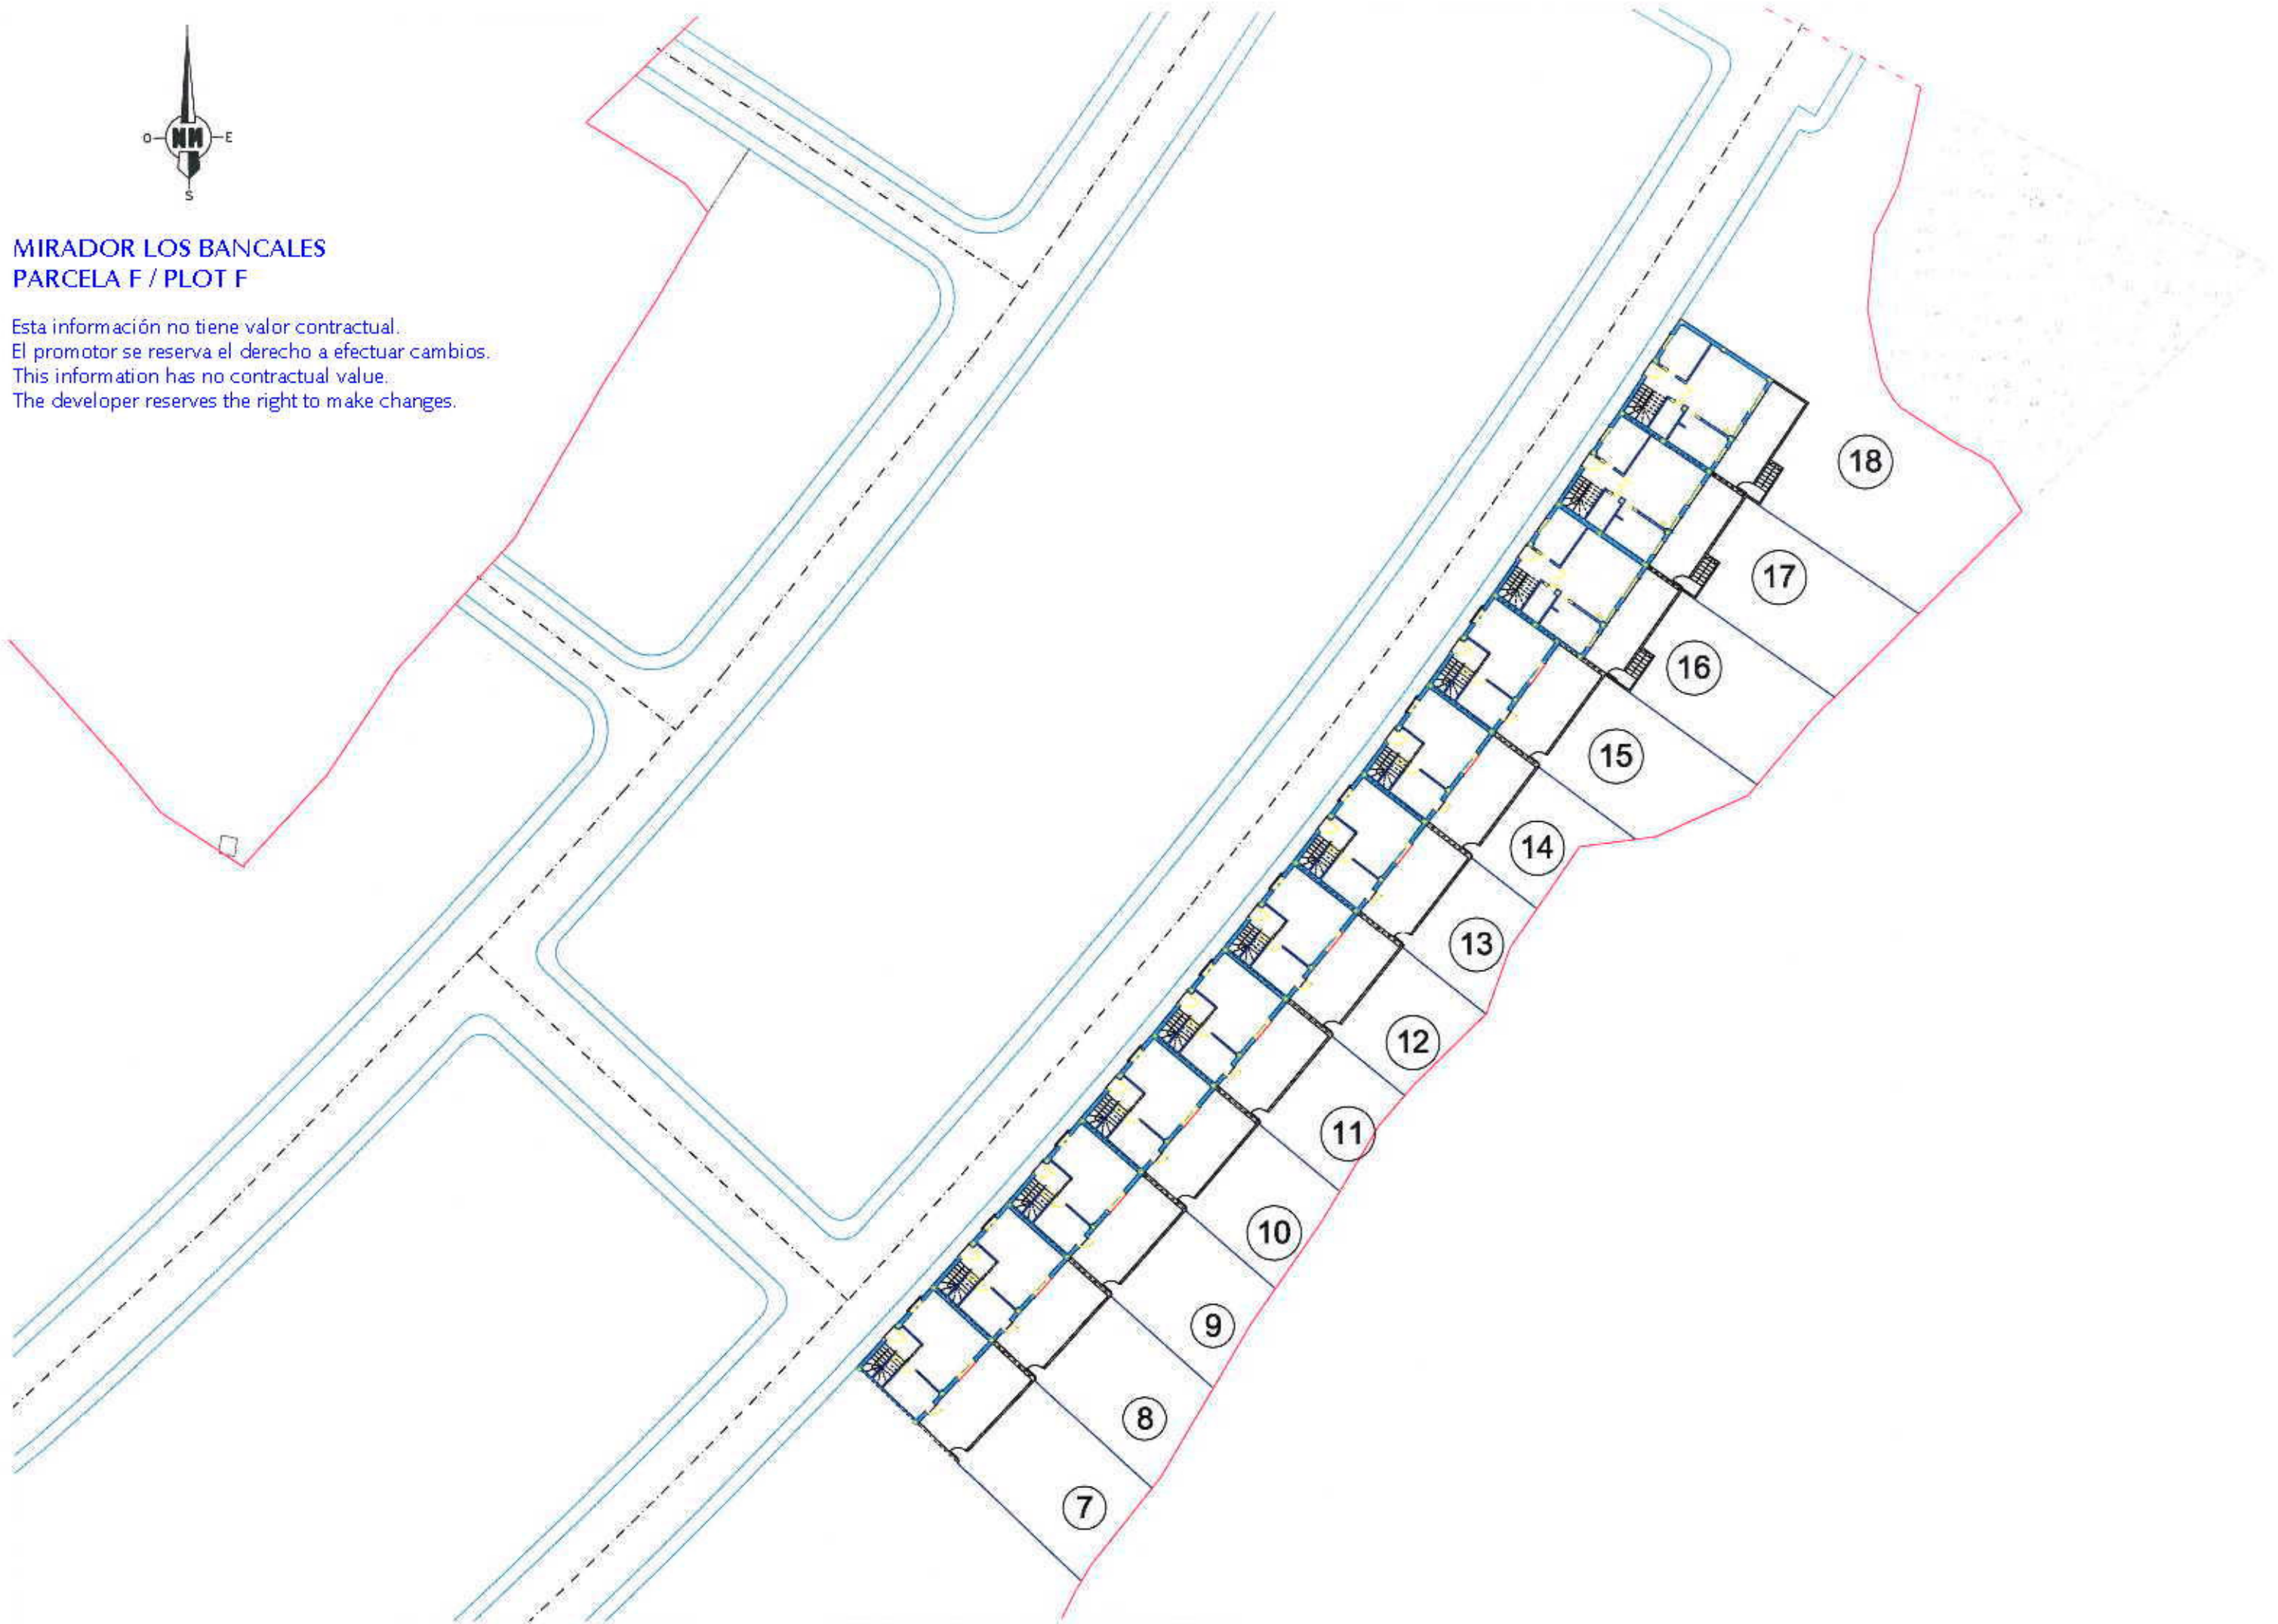 O
NM
E
S
MIRADOR LOS BANCALES
PARCELA F / PLOT F
Esta información no tiene valor contractual.
El promotor se reserva el derecho a efectuar cambios.
This information has no contractual value.
The developer reserves the right to make changes.
18
17
16
15
14
13
12
11
10
9
8
7